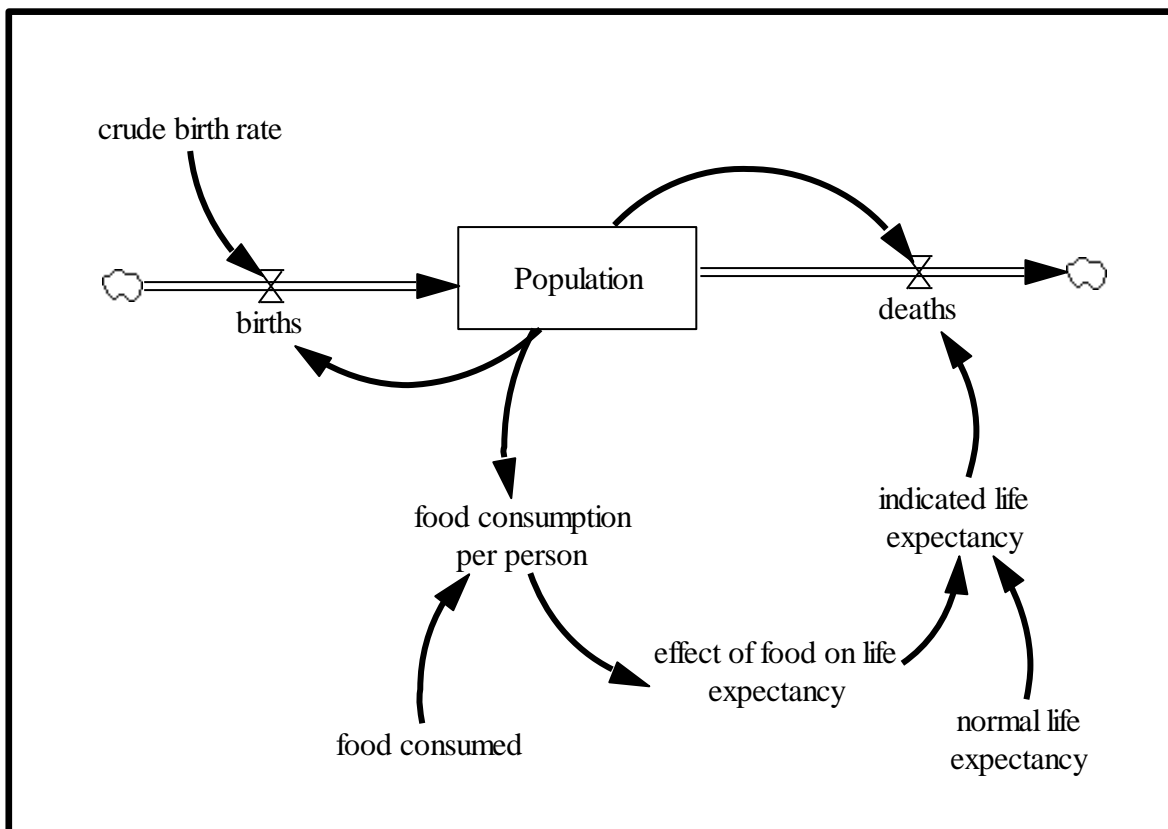 crude birth rate
Population
births
deaths
food consumption
per person
indicated life
expectancy
effect of food on life
expectancy
food consumed
normal life
expectancy